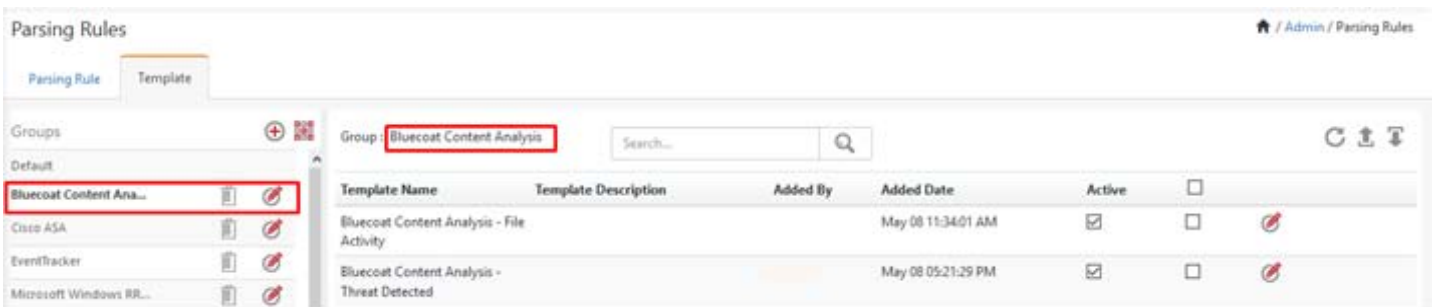 Parsing Rules
/ Admin / Parsing Rules
Parsing Rule
Template
Groups
Default
Bluecoat Content Ana...
Cisco ASA
EventTracker
Microsoft Windows RR...
Group : Bluecoat Content Analysis
Search...
Template Name Template Description Added By Added Date Active
Bluecoat Content Analysis - File May 08 11:34:01 AM
Activity
Bluecoat Content Analysis - May 08 05:21:29 PM
Threat Detected